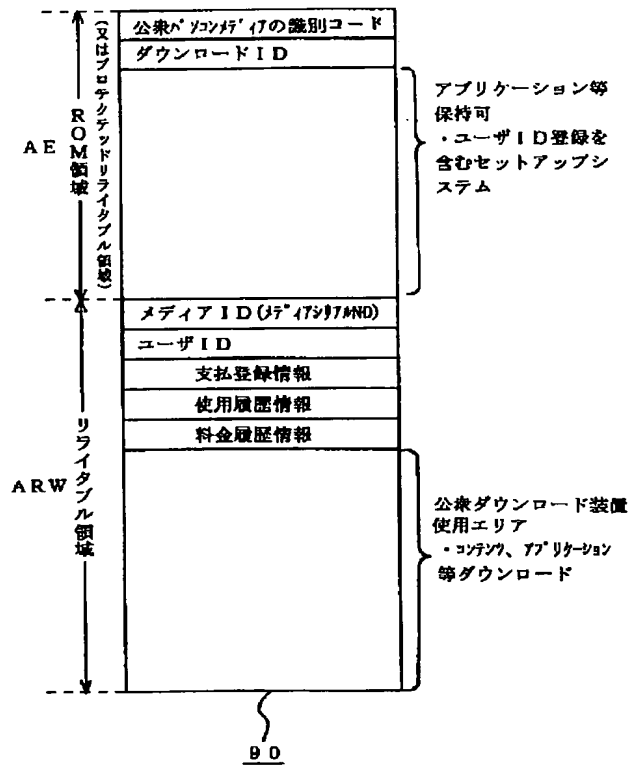 公衆パソコンメディアの識別コード
ダウンロードID
AE
ROM領域
(又はプロテクテッドリライタブル領域)
アプリケーション等
保持可
・ユーザID登録を
含むセットアップシ
ステム
メディアID(メディアシリアルNO)
ユーザID
支払登録情報
使用履歴情報
料金履歴情報
ARW
リライタブル領域
公衆ダウンロード装置
使用エリア
・コンテンツ、アプリケーション
等ダウンロード
90